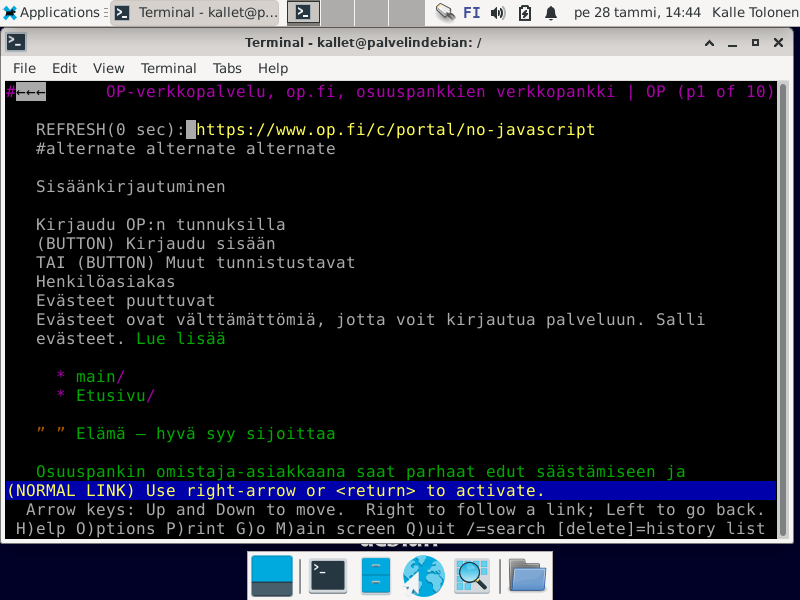 Applications
Terminal - kallet@p...
FI
pe 28 tammi, 14:44
Kalle Tolonen
Terminal - kallet@palvelindebian: /
File Edit View Terminal Tabs Help
#←←← OP-verkkopalvelu, op.fi, osuuspankkien verkkopankki | OP (p1 of 10)
REFRESH(0 sec): https://www.op.fi/c/portal/no-javascript
#alternate alternate alternate
Sisäänkirjautuminen
Kirjaudu OP:n tunnuksilla
(BUTTON) Kirjaudu sisään
TAI (BUTTON) Muut tunnistustavat
Henkilöasiakas
Evästeet puuttuvat
Evästeet ovat välttämättömiä, jotta voit kirjautua palveluun. Salli
evästeet. Lue lisää
* main/
* Etusivu/
” ” Elämä – hyvä syy sijoittaa
Osuuspankin omistaja-asiakkaana saat parhaat edut säästämiseen ja
(NORMAL LINK) Use right-arrow or <return> to activate.
Arrow keys: Up and Down to move. Right to follow a link; Left to go back.
H)elp O)ptions P)rint G)o M)ain screen Q)uit /=search [delete]=history list
debian